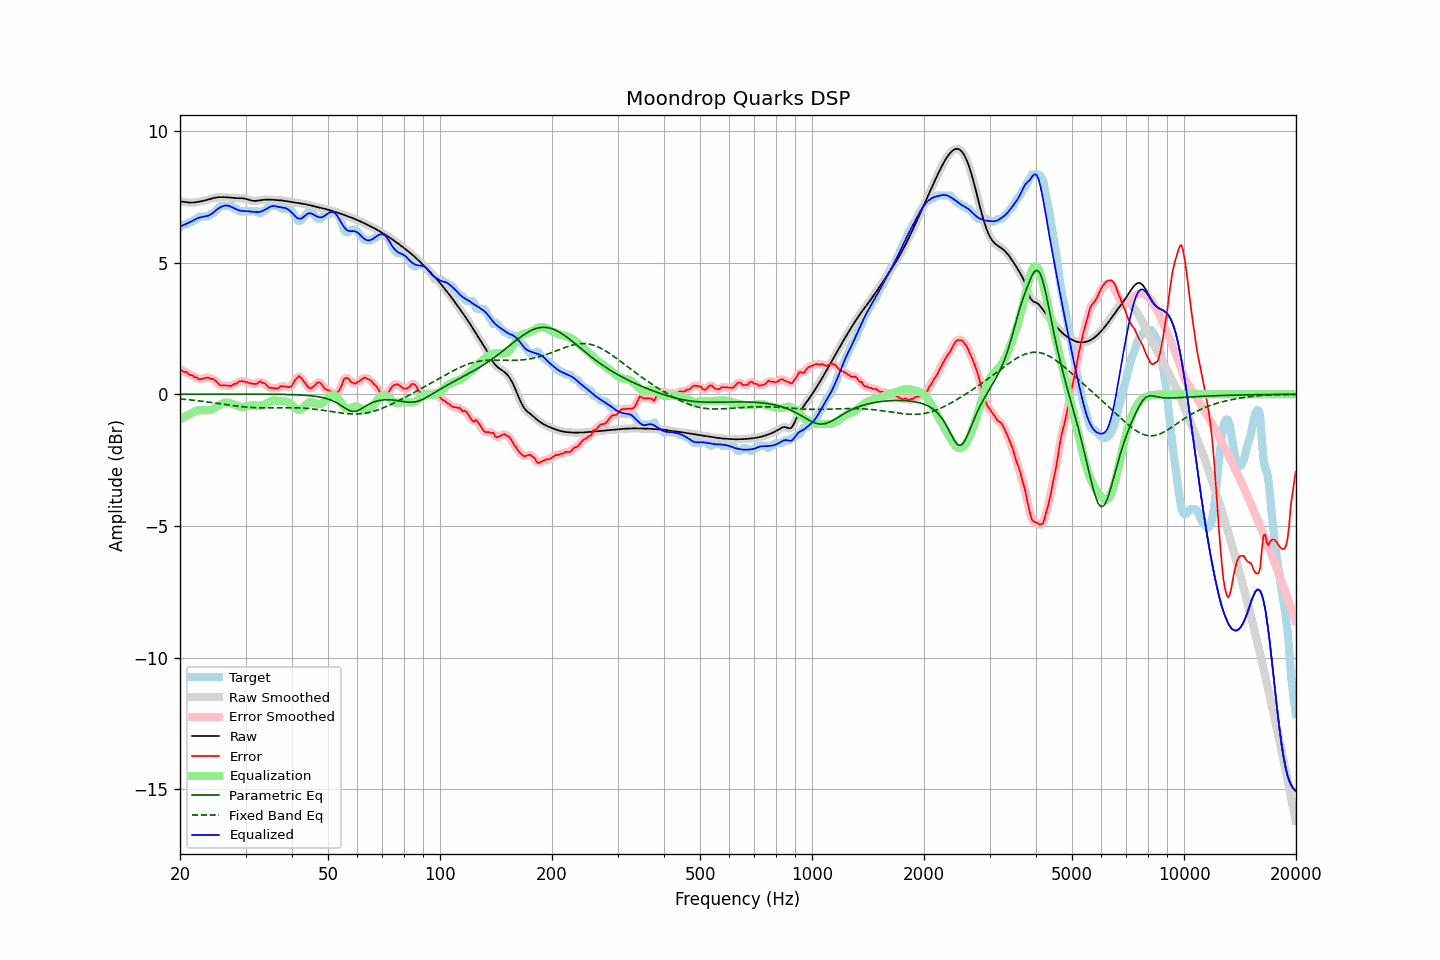 Moondrop Quarks DSP
Amplitude (dBr)
10
5
0
−5
−10
−15
Target
Raw Smoothed
Error Smoothed
Raw
Error
Equalization
Parametric Eq
Fixed Band Eq
Equalized
20 50 100 200 500 1000 2000 5000 10000 20000
Frequency (Hz)